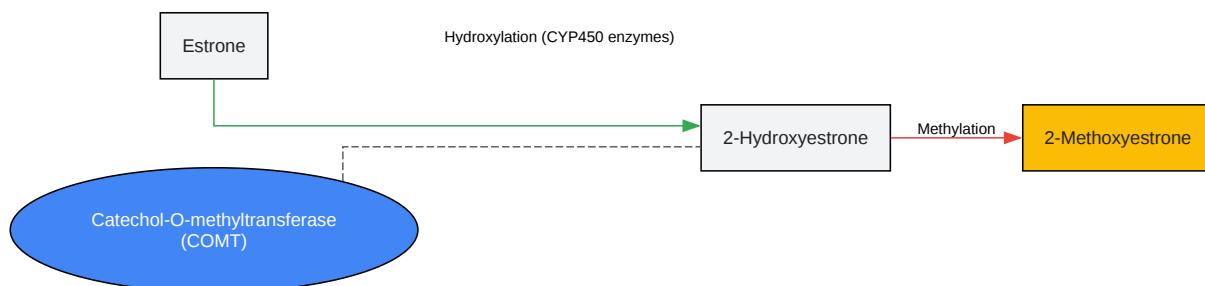 Estrone
Hydroxylation (CYP450 enzymes)
2-Hydroxyestrone
Methylation
2-Methoxyestrone
Catechol-O-methyltransferase
(COMT)